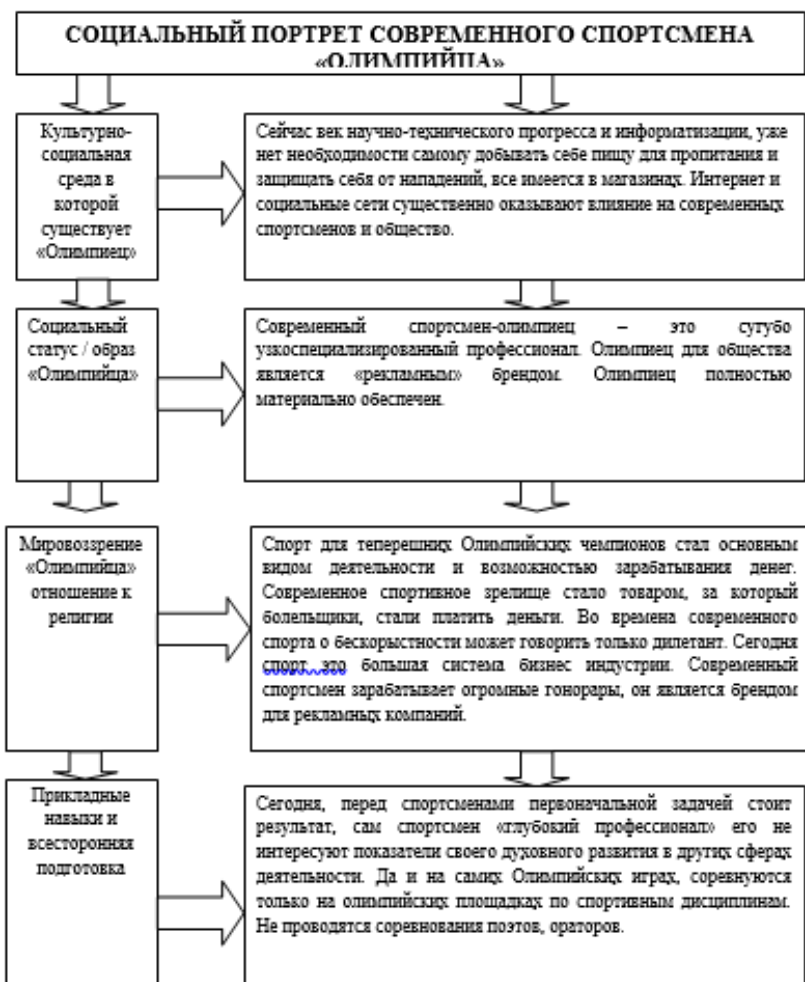 СОЦИАЛЬНЫЙ ПОРТРЕТ СОВРЕМЕННОГО СПОРТСМЕНА
«ОЛИМПИЙЦА»
Культурно-
социальная
среда в
которой
существует
«Олимпиец»
Сейчас век научно-технического прогресса и информатизации, уже
нет необходимости самому добывать себе пищу для пропитания и
защищать себя от нападений, все имеется в магазинах. Интернет и
социальные сети существенно оказывают влияние на современных
спортсменов и общество.
Социальный
статус / образ
«Олимпийца»
Современный спортсмен-олимпиец – это сугубо
узкоспециализированный профессионал. Олимпиец для общества
является «рекламным» брендом. Олимпиец полностью
материально обеспечен.
Мировоззрение
«Олимпийца»
отношение к
религии
Спорт для теперешних Олимпийских чемпионов стал основным
видом деятельности и возможностью зарабатывания денег.
Современное спортивное зрелище стало товаром, за который
болельщики, стали платить деньги. Во времена современного
спорта о бескорыстности может говорить только дилетант. Сегодня
спорт это большая система бизнес индустрии. Современный
спортсмен зарабатывает огромные гонорары, он является брендом
для рекламных компаний.
Прикладные
навыки и
всесторонняя
подготовка
Сегодня, перед спортсменами первоначальной задачей стоит
результат, сам спортсмен «глубокий профессионал» его не
интересуют показатели своего духовного развития в других сферах
деятельности. Да и на самих Олимпийских играх, соревнуются
только на олимпийских площадках по спортивным дисциплинам.
Не проводятся соревнования поэтов, ораторов.